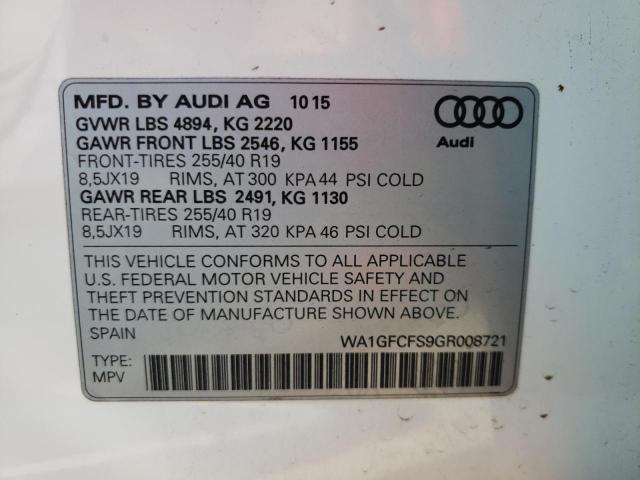 MFD. BY AUDI AG 10 15
GVWR LBS 4894, KG 2220
GAWR FRONT LBS 2546, KG 1155
FRONT-TIRES 255/40 R19
8,5JX19 RIMS, AT 300 KPA 44 PSI COLD
GAWR REAR LBS 2491, KG 1130
REAR-TIRES 255/40 R19
8,5JX19 RIMS, AT 320 KPA 46 PSI COLD
Audi
THIS VEHICLE CONFORMS TO ALL APPLICABLE
U.S. FEDERAL MOTOR VEHICLE SAFETY AND
THEFT PREVENTION STANDARDS IN EFFECT ON
THE DATE OF MANUFACTURE SHOWN ABOVE.
SPAIN WA1GFCFS9GR008721
TYPE:
MPV